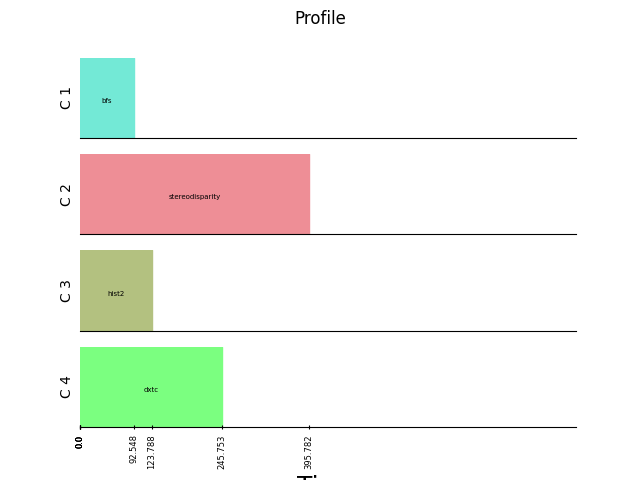 Profile
C 1
bfs
C 2
stereodisparity
C 3
hist2
C 4
dxtc
0.0
92.548
123.788
245.753
395.782